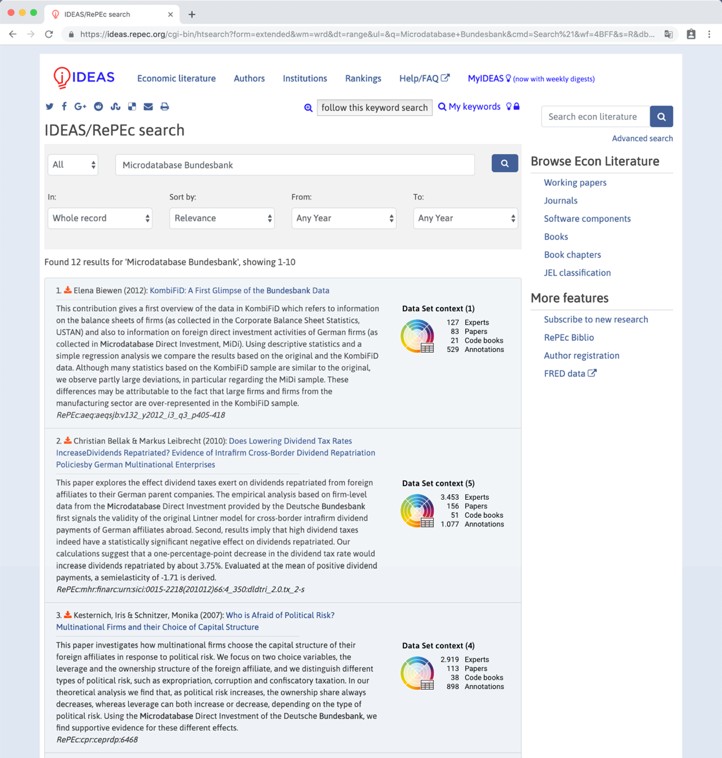 IDEAS/RePEc search
https://ideas.repec.org/cgi-bin/htsearch?form=extended&wm=wrd&dt=range&ul=&q=Microdatabase+Bundesbank&cmd=Search%21&wf=4BFF&s=R&db...
IDEAS
Economic literature Authors Institutions Rankings Help/FAQ MyIDEAS (now with weekly digests)
follow this keyword search My keywords
IDEAS/RePEc search
All Microdatabase Bundesbank
In: Sort by: From: To:
Whole record Relevance Any Year Any Year
Found 12 results for 'Microdatabase Bundesbank', showing 1-10
1. Elena Biewen (2012): KombiFiD: A First Glimpse of the Bundesbank Data
This contribution gives a first overview of the data in KombiFiD which refers to information
on the balance sheets of firms (as collected in the Corporate Balance Sheet Statistics,
USTAN) and also to information on foreign direct investment activities of German firms (as
collected in Microdatabase Direct Investment, MiDi). Using descriptive statistics and a
simple regression analysis we compare the results based on the original and the KombiFiD
data. Although many statistics based on the KombiFiD sample are similar to the original,
we observe partly large deviations, in particular regarding the MiDi sample. These
differences may be attributable to the fact that large firms and firms from the
manufacturing sector are over-represented in the KombiFiD sample.
RePEc:aeq:aeqsjb:v:132_y2012_i3_q3_p405-418
Data Set context (1)
127 Experts
83 Papers
21 Code books
529 Annotations
2. Christian Bellak & Markus Leibrecht (2010): Does Lowering Dividend Tax Rates
IncreaseDividends Repatriated? Evidence of Intrafirm Cross-Border Dividend Repatriation
Policiesby German Multinational Enterprises
This paper explores the effect dividend taxes exert on dividends repatriated from foreign
affiliates to their German parent companies. The empirical analysis based on firm-level
data from the Microdatabase Direct Investment provided by the Deutsche Bundesbank
first signals the validity of the original Lintner model for cross-border intrafirm dividend
payments of German affiliates abroad. Second, results imply that high dividend taxes
indeed have a statistically significant negative effect on dividends repatriated. Our
calculations suggest that a one-percentage-point decrease in the dividend tax rate would
increase dividends repatriated by about 3.75%. Evaluated at the mean of positive dividend
payments, a semielasticity of -1.71 is derived.
RePEc:mhr:finarc:urn:sici:0015-2218(201012)66:4_350:dldtri_2.0.tx_2-s
Data Set context (5)
3.453 Experts
156 Papers
51 Code books
1.077 Annotations
3. Kesternich, Iris & Schnitzer, Monika (2007): Who is Afraid of Political Risk?
Multinational Firms and their Choice of Capital Structure
This paper investigates how multinational firms choose the capital structure of their
foreign affiliates in response to political risk. We focus on two choice variables, the
leverage and the ownership structure of the foreign affiliate, and we distinguish different
types of political risk, such as expropriation, corruption and confiscatory taxation. In our
theoretical analysis we find that, as political risk increases, the ownership share always
decreases, whereas leverage can both increase or decrease, depending on the type of
political risk. Using the Microdatabase Direct Investment of the Deutsche Bundesbank, we
find supportive evidence for these different effects.
RePEc:cpr:ceprdp:6468
Data Set context (4)
2.919 Experts
113 Papers
38 Code books
898 Annotations
Search econ literature
Advanced search
Browse Econ Literature
Working papers
Journals
Software components
Books
Book chapters
JEL classification
More features
Subscribe to new research
RePEc Biblio
Author registration
FRED data